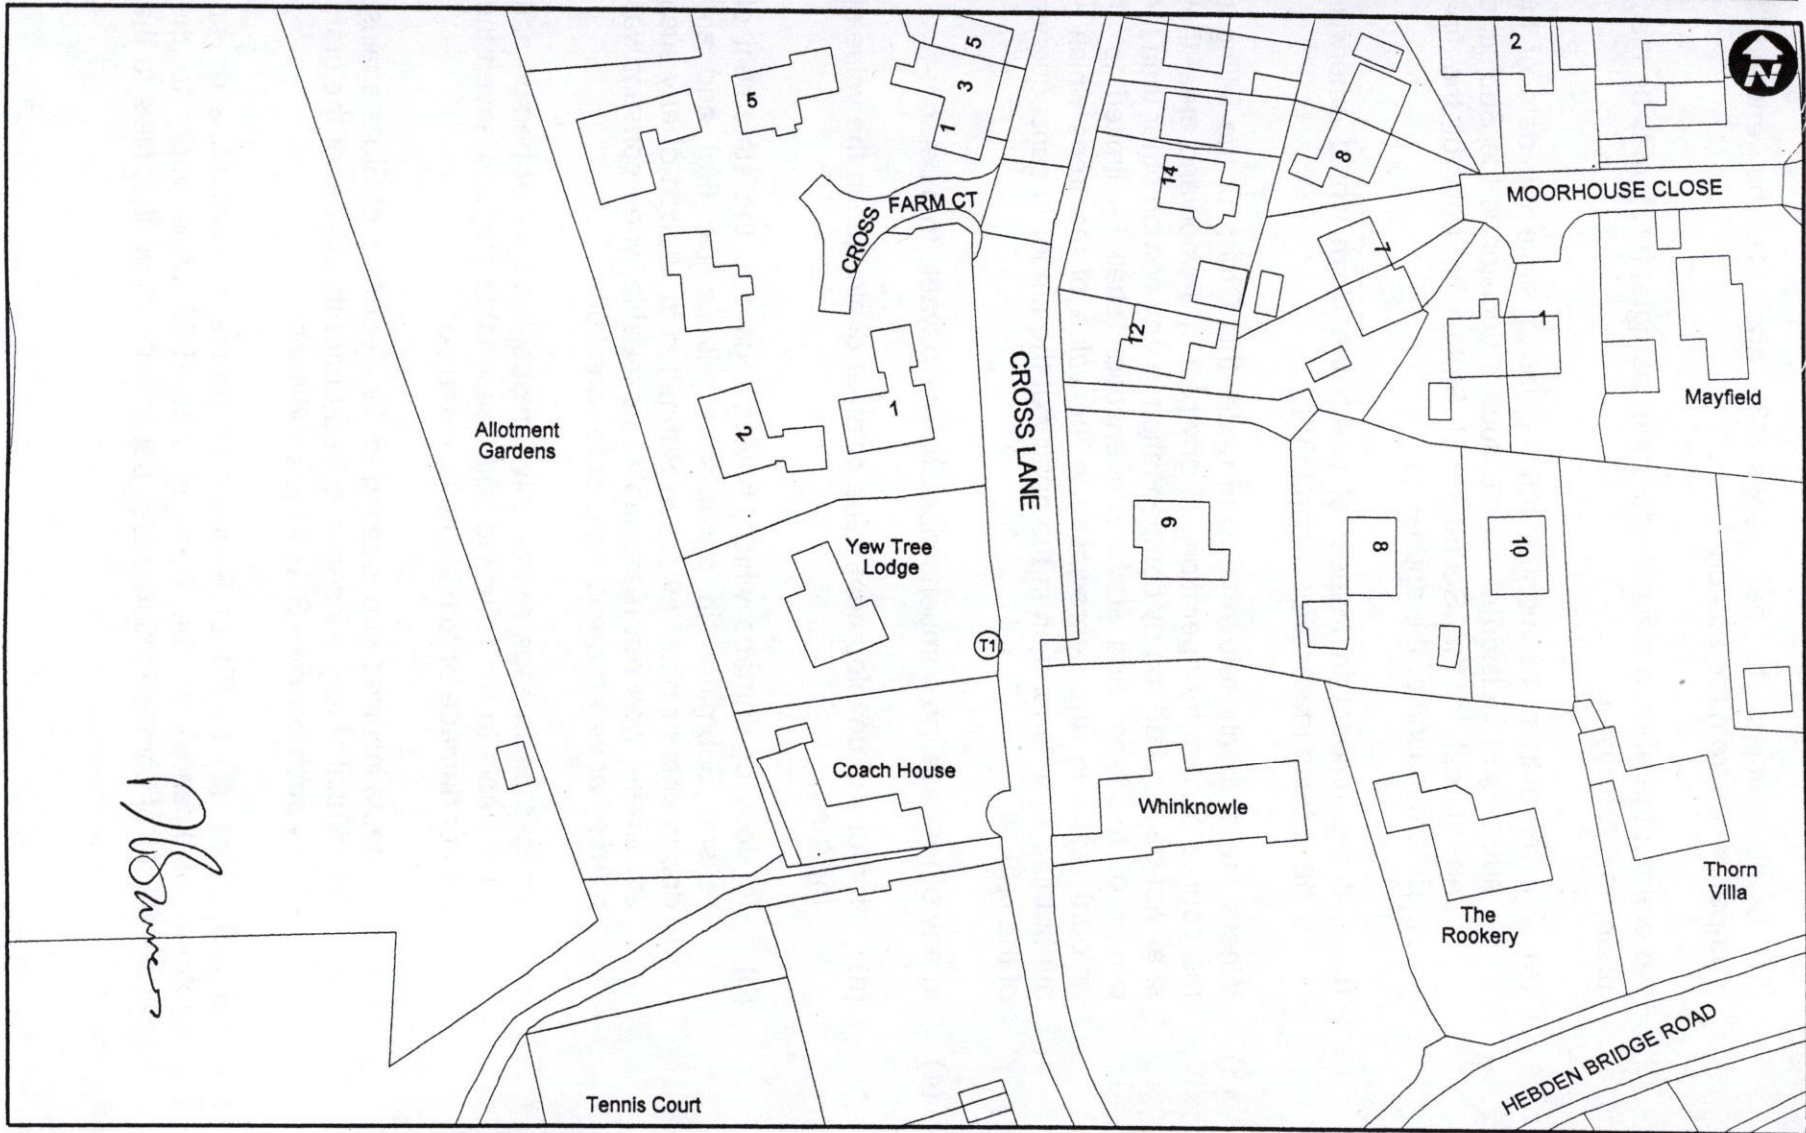 N
2
5
5
3
1
8
14
FARM CT
CROSS
MOORHOUSE CLOSE
7
1
12
CROSS LANE
Mayfield
1
2
Allotment
Gardens
9
8
10
Yew Tree
Lodge
T1
Coach House
Whinknowle
Thorn
Villa
The
Rookery
HEBDEN BRIDGE ROAD
Tennis Court